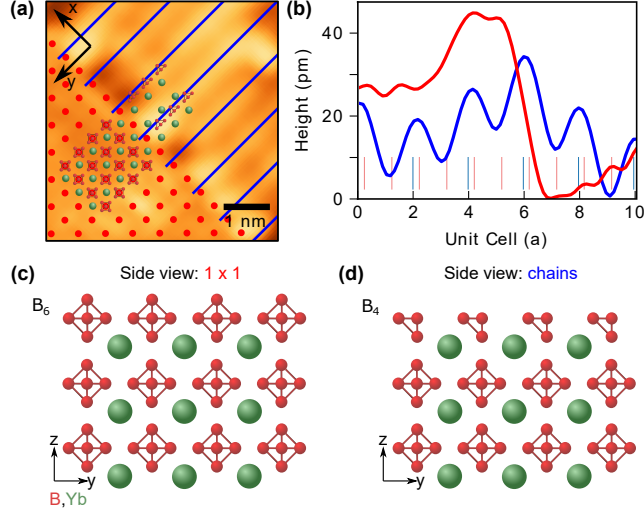 (a)
x
y
1 nm
(b)
Height (pm)
40
20
0
0
2
4
6
8
10
Unit Cell (a)
(c)
Side view: 1 x 1
B6
z
y
B,Yb
(d)
Side view: chains
B4
z
y